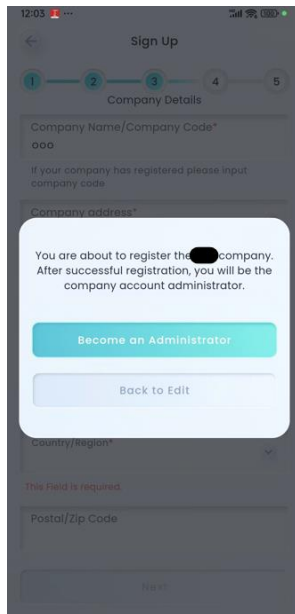 12:03
Sign Up
1 2 3 4 5
Company Details
Company Name/Company Code*
ooo
If your company has registered please input
company code
Company address*
You are about to register the company.
After successful registration, you will be the
company account administrator.
Become an Administrator
Back to Edit
Country/Region*
This Field is required.
Postal/Zip Code
Next